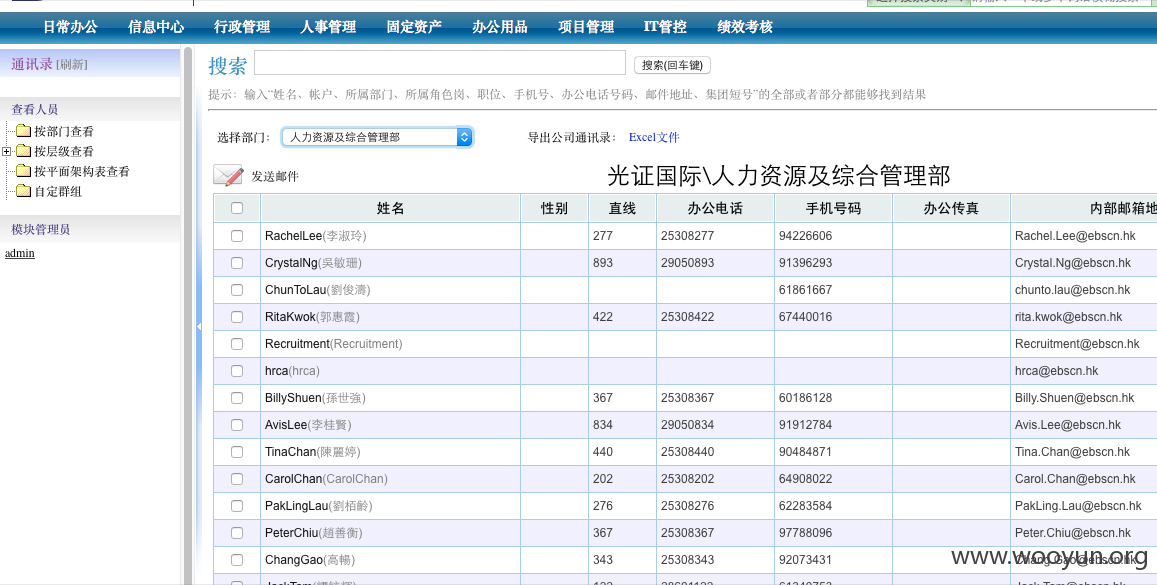 日常办公 信息中心 行政管理 人事管理 固定资产 办公用品 项目管理 IT管控 绩效考核
通讯录 [刷新]
搜索 搜索(回车键)
提示：输入“姓名、帐户、所属部门、所属角色岗、职位、手机号、办公电话号码、邮件地址、集团短号”的全部或者部分都能够找到结果
查看人员
按部门查看
按层级查看
按平面架构表查看
自定群组
模块管理员
admin
选择部门： 人力资源及综合管理部 导出公司通讯录： Excel文件
发送邮件 光证国际\人力资源及综合管理部
姓名 性别 直线 办公电话 手机号码 办公传真 内部邮箱地
RachelLee(李淑玲) 277 25308277 94226606 Rachel.Lee@ebscn.hk
CrystalNg(吳敏珊) 893 29050893 91396293 Crystal.Ng@ebscn.hk
ChunToLau(劉俊濤) 61861667 chunto.lau@ebscn.hk
RitaKwok(郭惠霞) 422 25308422 67440016 rita.kwok@ebscn.hk
Recruitment(Recruitment) Recruitment@ebscn.hk
hrca(hrca) hrca@ebscn.hk
BillyShuen(孫世強) 367 25308367 60186128 Billy.Shuen@ebscn.hk
AvisLee(李桂賢) 834 29050834 91912784 Avis.Lee@ebscn.hk
TinaChan(陳麗婷) 440 25308440 90484871 Tina.Chan@ebscn.hk
CarolChan(CarolChan) 202 25308202 64908022 Carol.Chan@ebscn.hk
PakLingLau(劉栢齡) 276 25308276 62283584 PakLing.Lau@ebscn.hk
PeterChiu(趙善衡) 367 25308367 97788096 Peter.Chiu@ebscn.hk
ChangGao(高暢) 343 25308343 92073431 Chang.Gao@ebscn.hk
www.wooyun.org